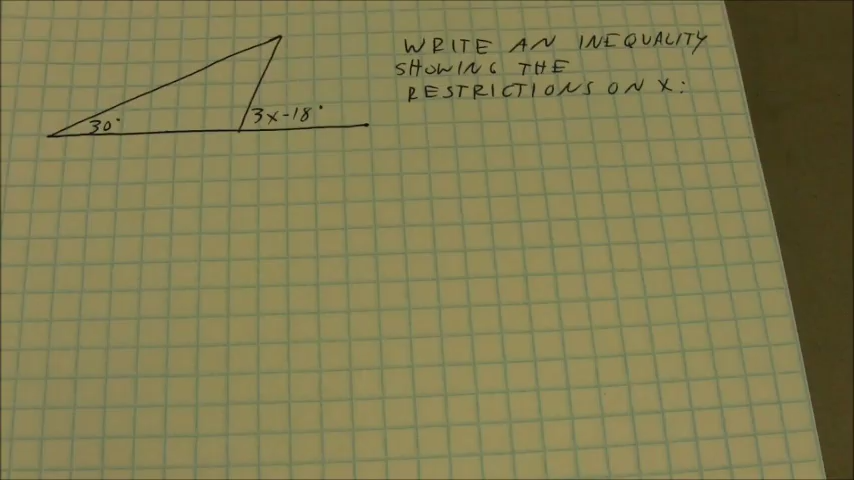 WRITE AN INEQUALITY
SHOWING THE
RESTRICTIONS ON X:
30°
3x-18°